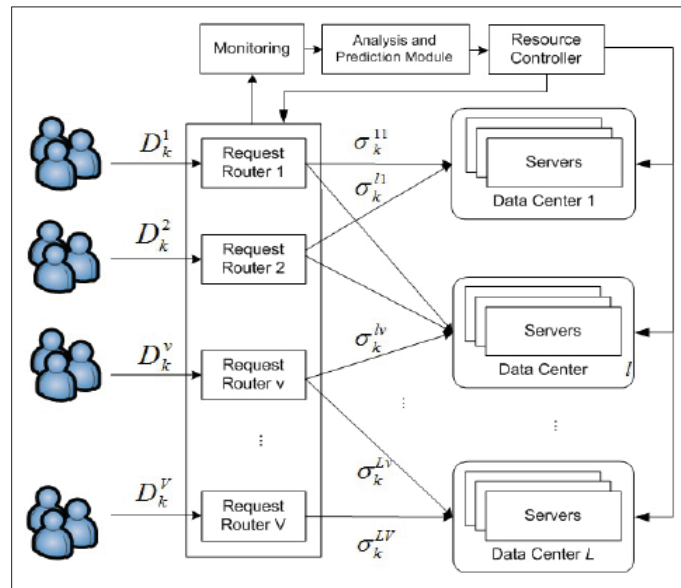 Monitoring
Analysis and
Prediction Module
Resource
Controller
D_k^1
Request
Router 1
σ_k^{11}
σ_k^{l1}
Servers
Data Center 1
D_k^2
Request
Router 2
D_k^v
Request
Router v
σ_k^{lv}
Servers
Data Center l
...
...
...
D_k^V
Request
Router V
σ_k^{Lv}
σ_k^{LV}
Servers
Data Center L